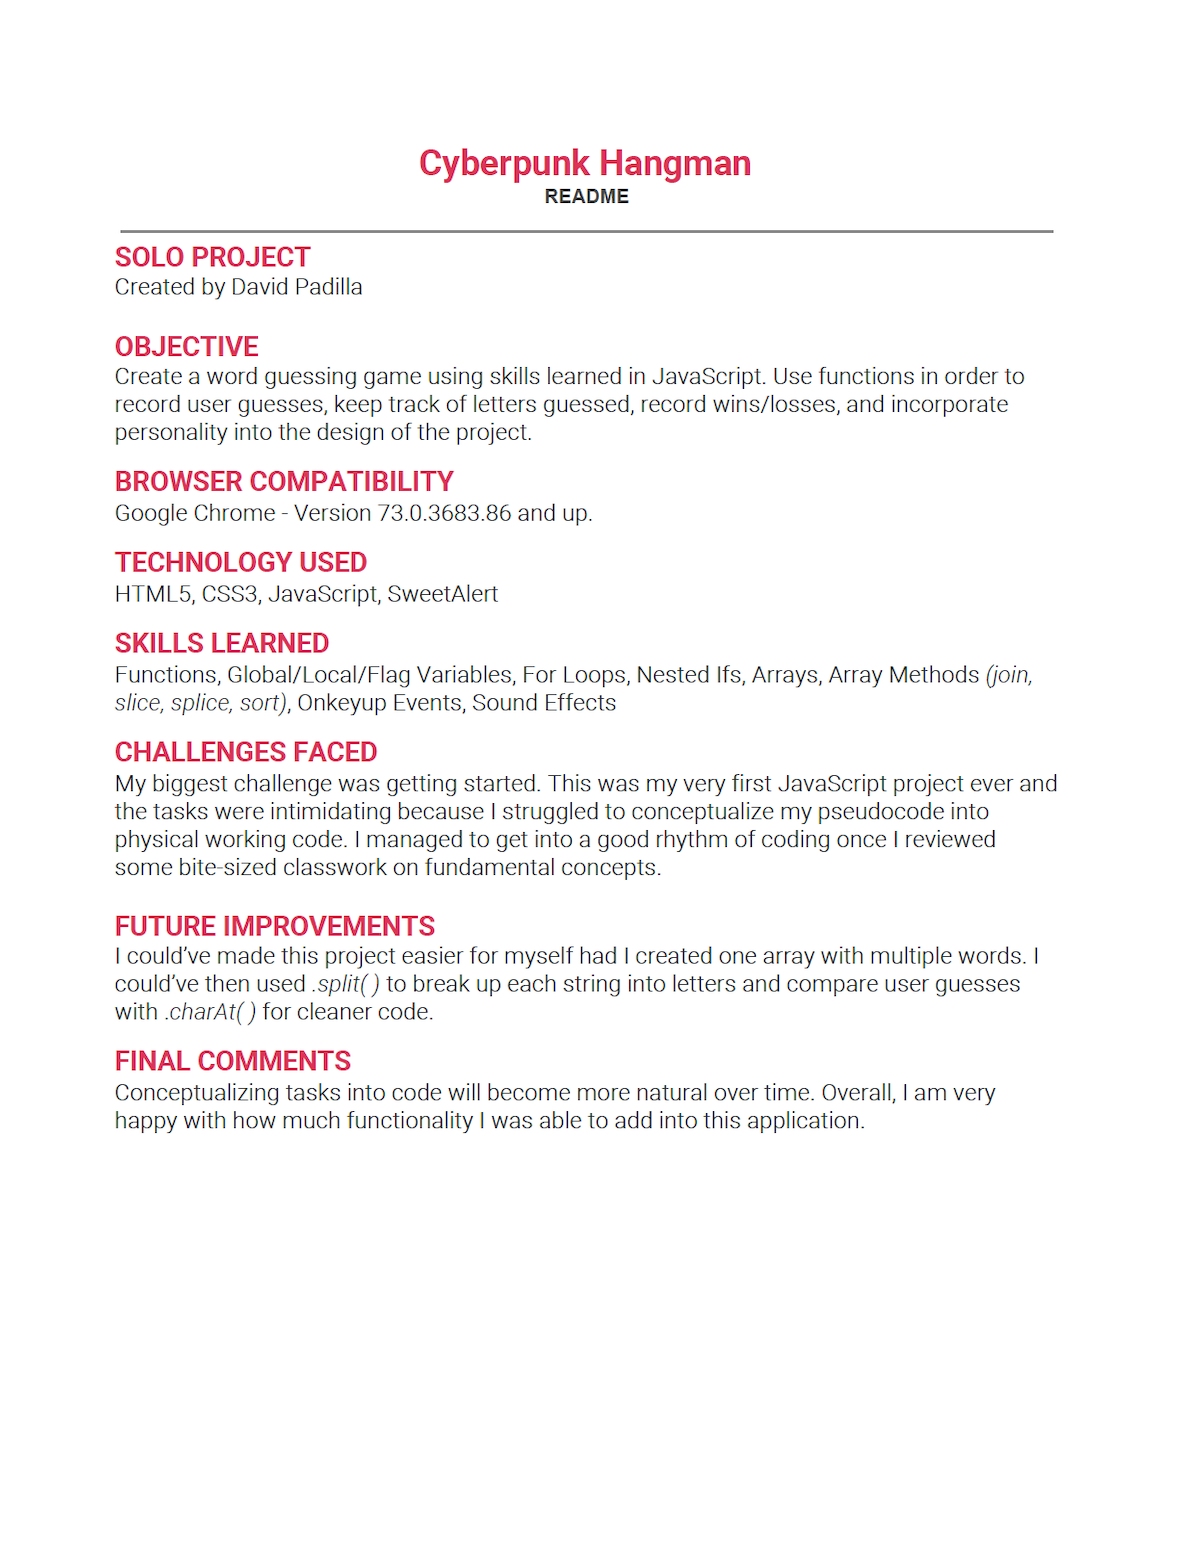 Cyberpunk Hangman
README
SOLO PROJECT
Created by David Padilla
OBJECTIVE
Create a word guessing game using skills learned in JavaScript. Use functions in order to
record user guesses, keep track of letters guessed, record wins/losses, and incorporate
personality into the design of the project.
BROWSER COMPATIBILITY
Google Chrome - Version 73.0.3683.86 and up.
TECHNOLOGY USED
HTML5, CSS3, JavaScript, SweetAlert
SKILLS LEARNED
Functions, Global/Local/Flag Variables, For Loops, Nested Ifs, Arrays, Array Methods (join,
slice, splice, sort), Onkeyup Events, Sound Effects
CHALLENGES FACED
My biggest challenge was getting started. This was my very first JavaScript project ever and
the tasks were intimidating because I struggled to conceptualize my pseudocode into
physical working code. I managed to get into a good rhythm of coding once I reviewed
some bite-sized classwork on fundamental concepts.
FUTURE IMPROVEMENTS
I could’ve made this project easier for myself had I created one array with multiple words. I
could’ve then used .split( ) to break up each string into letters and compare user guesses
with .charAt( ) for cleaner code.
FINAL COMMENTS
Conceptualizing tasks into code will become more natural over time. Overall, I am very
happy with how much functionality I was able to add into this application.